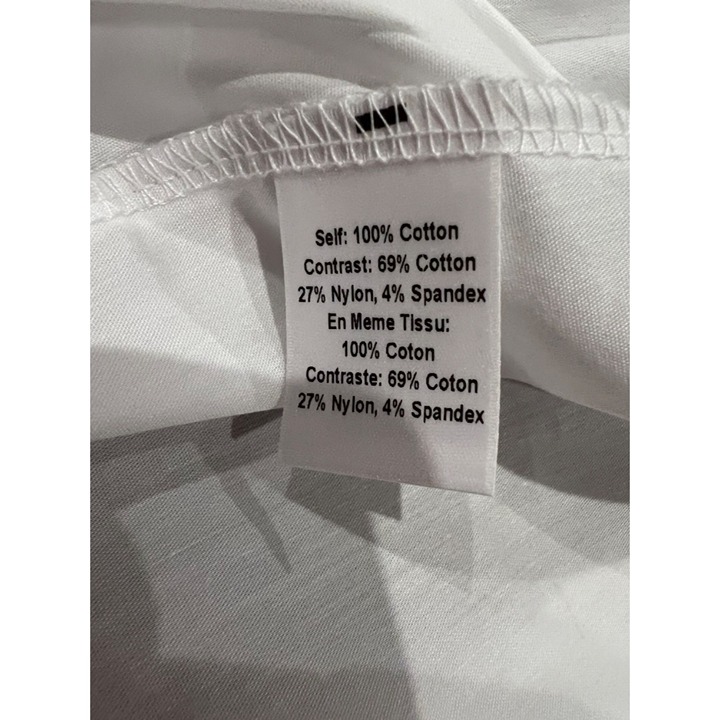 Self: 100% Cotton
Contrast: 69% Cotton
27% Nylon, 4% Spandex
En Meme Tissu:
100% Coton
Contraste: 69% Coton
27% Nylon, 4% Spandex